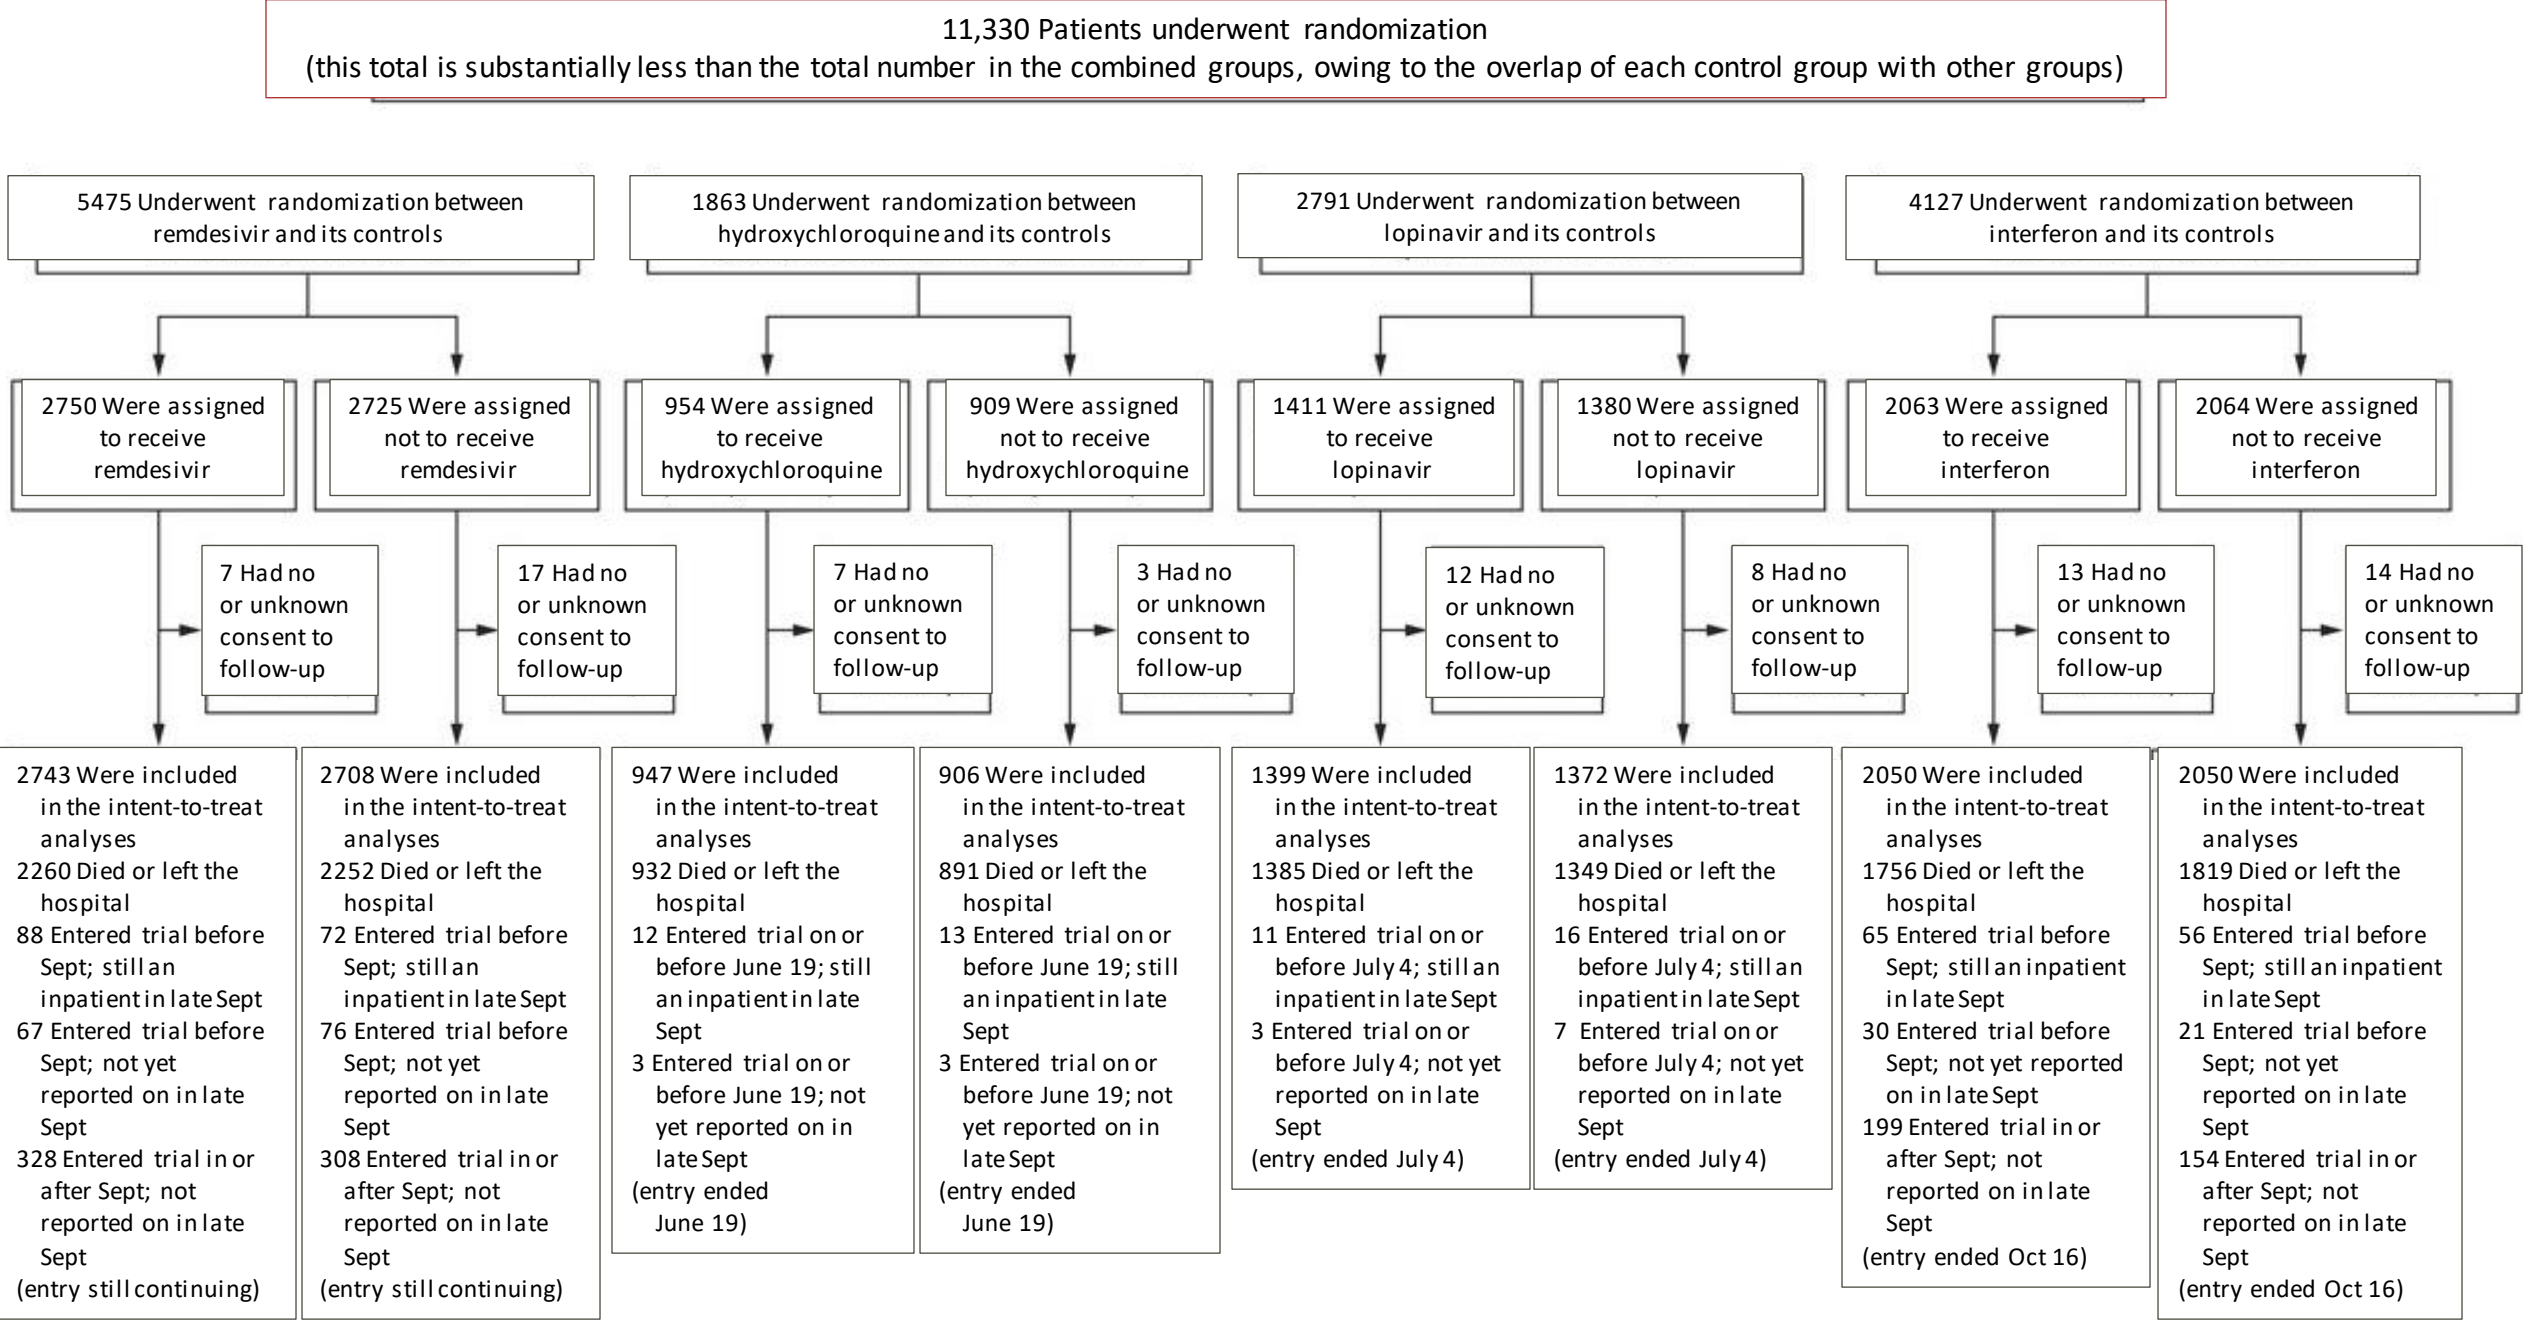 11,330 Patients underwent randomization
(this total is substantially less than the total number in the combined groups, owing to the overlap of each control group with other groups)
5475 Underwent randomization between
remdesivir and its controls
1863 Underwent randomization between
hydroxychloroquine and its controls
2791 Underwent randomization between
lopinavir and its controls
4127 Underwent randomization between
interferon and its controls
2750 Were assigned
to receive
remdesivir
2725 Were assigned
not to receive
remdesivir
954 Were assigned
to receive
hydroxychloroquine
909 Were assigned
not to receive
hydroxychloroquine
1411 Were assigned
to receive
lopinavir
1380 Were assigned
not to receive
lopinavir
2063 Were assigned
to receive
interferon
2064 Were assigned
not to receive
interferon
7 Had no
or unknown
consent to
follow-up
17 Had no
or unknown
consent to
follow-up
7 Had no
or unknown
consent to
follow-up
3 Had no
or unknown
consent to
follow-up
12 Had no
or unknown
consent to
follow-up
8 Had no
or unknown
consent to
follow-up
13 Had no
or unknown
consent to
follow-up
14 Had no
or unknown
consent to
follow-up
2743 Were included
in the intent-to-treat
analyses
2260 Died or left the
hospital
88 Entered trial before
Sept; still an
inpatient in late Sept
67 Entered trial before
Sept; not yet
reported on in late
Sept
328 Entered trial in or
after Sept; not
reported on in late
Sept
(entry still continuing)
2708 Were included
in the intent-to-treat
analyses
2252 Died or left the
hospital
72 Entered trial before
Sept; still an
inpatient in late Sept
76 Entered trial before
Sept; not yet
reported on in late
Sept
308 Entered trial in or
after Sept; not
reported on in late
Sept
(entry still continuing)
947 Were included
in the intent-to-treat
analyses
932 Died or left the
hospital
12 Entered trial on or
before June 19; still
an inpatient in late
Sept
3 Entered trial on or
before June 19; not
yet reported on in
late Sept
(entry ended
June 19)
906 Were included
in the intent-to-treat
analyses
891 Died or left the
hospital
13 Entered trial on or
before June 19; still
an inpatient in late
Sept
3 Entered trial on or
before June 19; not
yet reported on in
late Sept
(entry ended
June 19)
1399 Were included
in the intent-to-treat
analyses
1385 Died or left the
hospital
11 Entered trial on or
before July 4; still an
inpatient in late Sept
3 Entered trial on or
before July 4; not yet
reported on in late
Sept
(entry ended July 4)
1372 Were included
in the intent-to-treat
analyses
1349 Died or left the
hospital
16 Entered trial on or
before July 4; still an
inpatient in late Sept
7 Entered trial on or
before July 4; not yet
reported on in late
Sept
(entry ended July 4)
2050 Were included
in the intent-to-treat
analyses
1756 Died or left the
hospital
65 Entered trial before
Sept; still an inpatient
in late Sept
30 Entered trial before
Sept; not yet reported
on in late Sept
199 Entered trial in or
after Sept; not
reported on in late
Sept
(entry ended Oct 16)
2050 Were included
in the intent-to-treat
analyses
1819 Died or left the
hospital
56 Entered trial before
Sept; still an inpatient
in late Sept
21 Entered trial before
Sept; not yet
reported on in late
Sept
154 Entered trial in or
after Sept; not
reported on in late
Sept
(entry ended Oct 16)